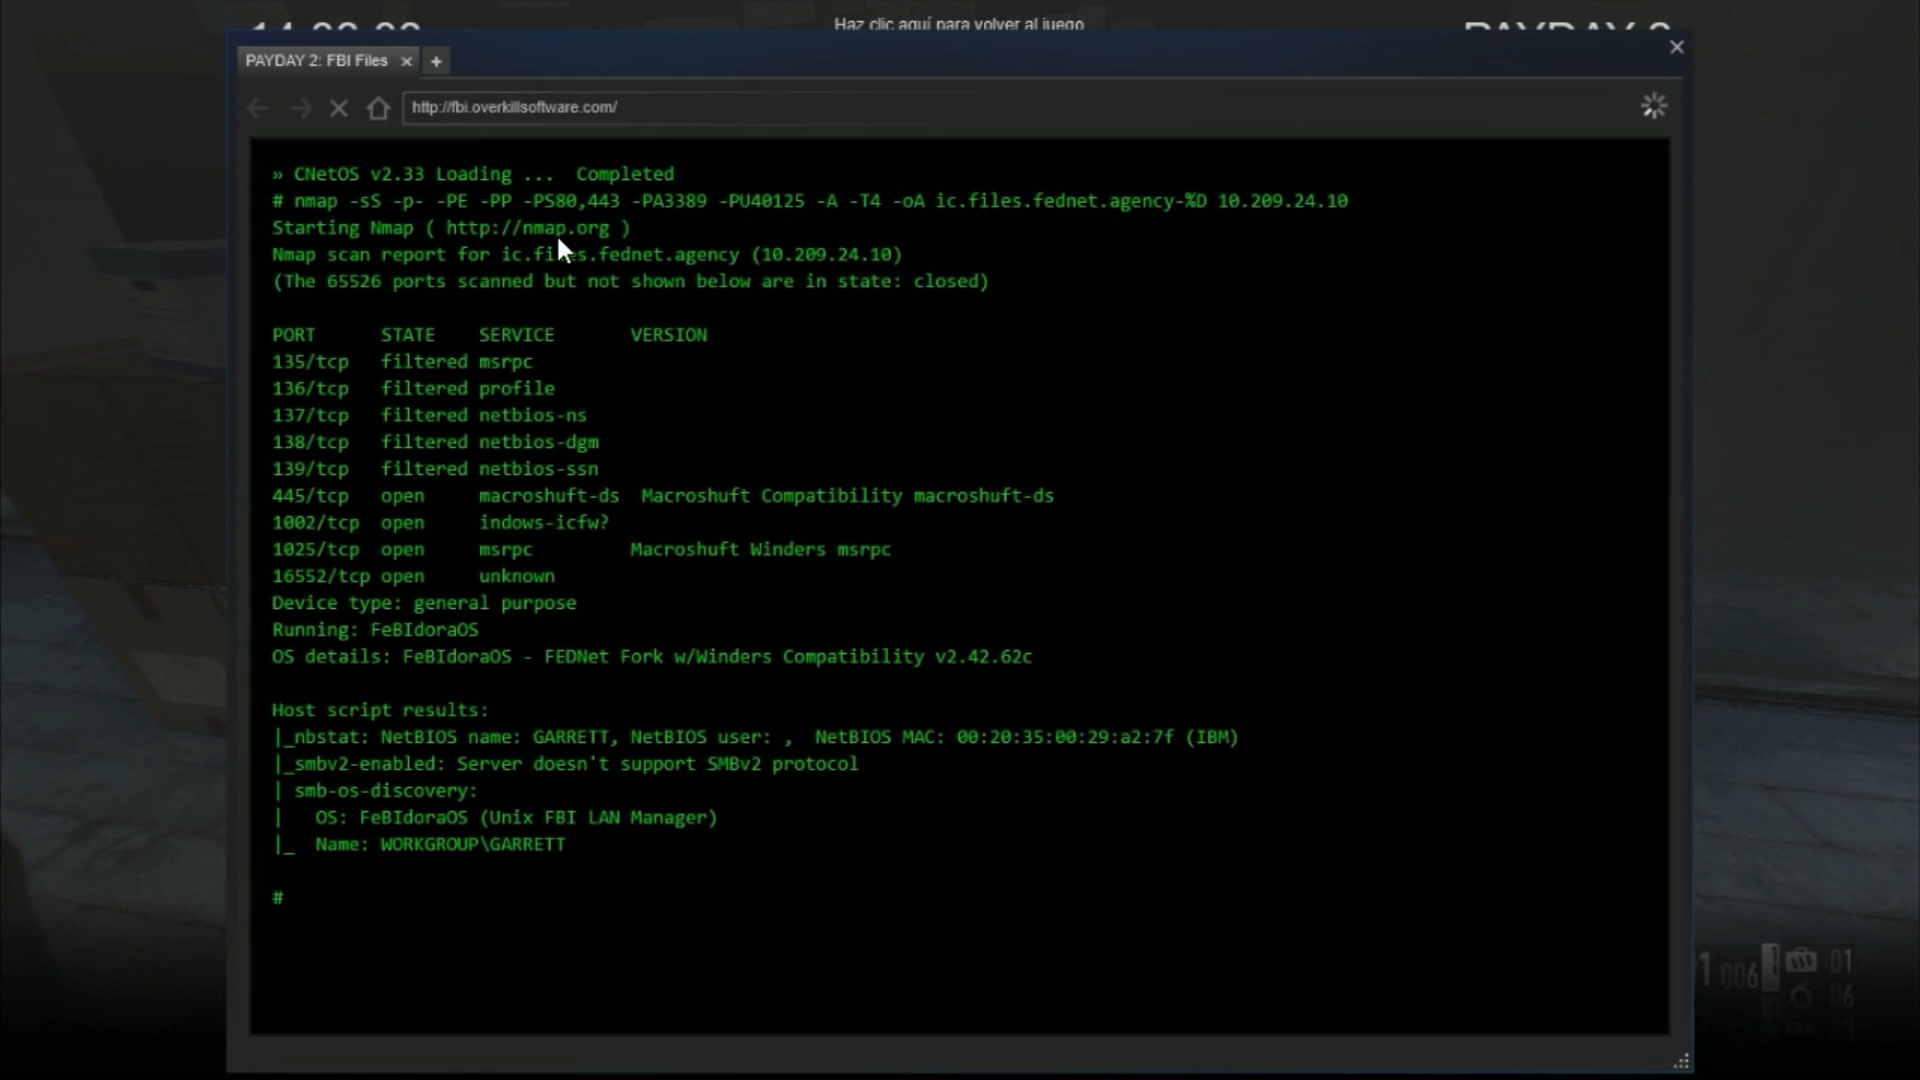 Haz clic aquí para volver al juego
PAYDAY 2
PAYDAY 2: FBI Files
http://fbi.overkillsoftware.com/
» CNetOS v2.33 Loading ... Completed
# nmap -sS -p- -PE -PP -PS80,443 -PA3389 -PU40125 -A -T4 -oA ic.files.fednet.agency-%D 10.209.24.10
Starting Nmap ( http://nmap.org )
Nmap scan report for ic.files.fednet.agency (10.209.24.10)
(The 65526 ports scanned but not shown below are in state: closed)
PORT STATE SERVICE VERSION
135/tcp filtered msrpc
136/tcp filtered profile
137/tcp filtered netbios-ns
138/tcp filtered netbios-dgm
139/tcp filtered netbios-ssn
445/tcp open macroshuft-ds Macroshuft Compatibility macroshuft-ds
1002/tcp open indows-icfw?
1025/tcp open msrpc Macroshuft Winders msrpc
16552/tcp open unknown
Device type: general purpose
Running: FeBIdoraOS
OS details: FeBIdoraOS - FEDNet Fork w/Winders Compatibility v2.42.62c
Host script results:
|_nbstat: NetBIOS name: GARRETT, NetBIOS user: , NetBIOS MAC: 00:20:35:00:29:a2:7f (IBM)
|_smbv2-enabled: Server doesn't support SMBv2 protocol
| smb-os-discovery:
| OS: FeBIdoraOS (Unix FBI LAN Manager)
|_ Name: WORKGROUP\GARRETT
#
006 01
06